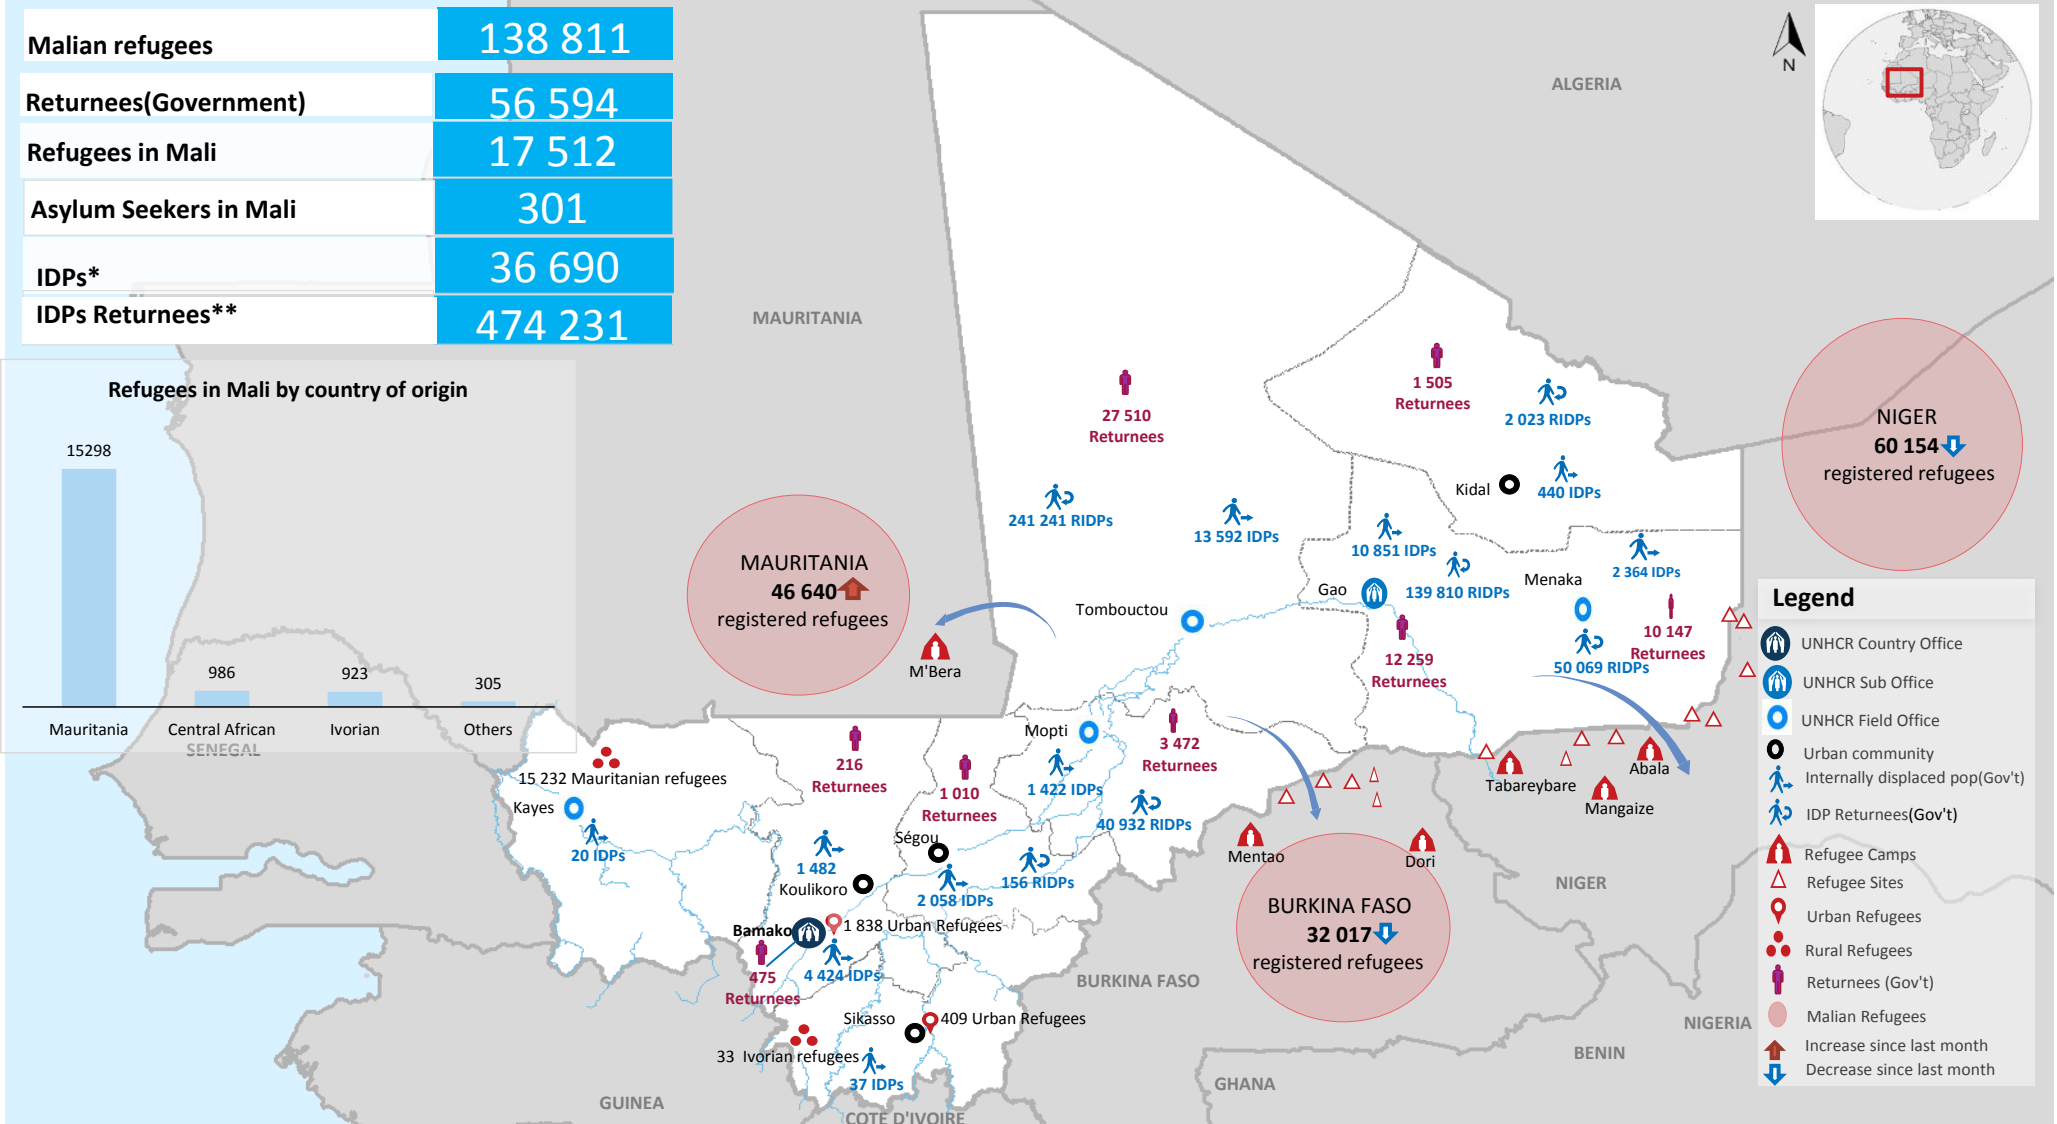 Malian refugees 138 811
Returnees(Government) 56 594
Refugees in Mali 17 512
Asylum Seekers in Mali 301
IDPs* 36 690
IDPs Returnees** 474 231
Refugees in Mali by country of origin
15298
986
923
305
Mauritania
Central African
Ivorian
Others
SENEGAL
MAURITANIA
ALGERIA
N
27 510
Returnees
1 505
Returnees
2 023 RIDPs
Kidal
440 IDPs
241 241 RIDPs
13 592 IDPs
10 851 IDPs
139 810 RIDPs
Gao
12 259
Returnees
Menaka
2 364 IDPs
10 147
Returnees
50 069 RIDPs
Tombouctou
MAURITANIA
46 640
registered refugees
M'Bera
NIGER
60 154
registered refugees
Mopti
1 422 IDPs
3 472
Returnees
40 932 RIDPs
216
Returnees
1 010
Returnees
15 232 Mauritanian refugees
Kayes
20 IDPs
1 482
Koulikoro
Ségou
2 058 IDPs
156 RIDPs
Bamako
1 838 Urban Refugees
475
Returnees
4 424 IDPs
Sikasso
409 Urban Refugees
33 Ivorian refugees
37 IDPs
Tabareybare
Mangaize
Abala
Mentao
Dori
BURKINA FASO
32 017
registered refugees
BURKINA FASO
NIGER
NIGERIA
BENIN
GHANA
GUINEA
COTE D'IVOIRE
Legend
UNHCR Country Office
UNHCR Sub Office
UNHCR Field Office
Urban community
Internally displaced pop(Gov't)
IDP Returnees(Gov't)
Refugee Camps
Refugee Sites
Urban Refugees
Rural Refugees
Returnees (Gov't)
Malian Refugees
Increase since last month
Decrease since last month